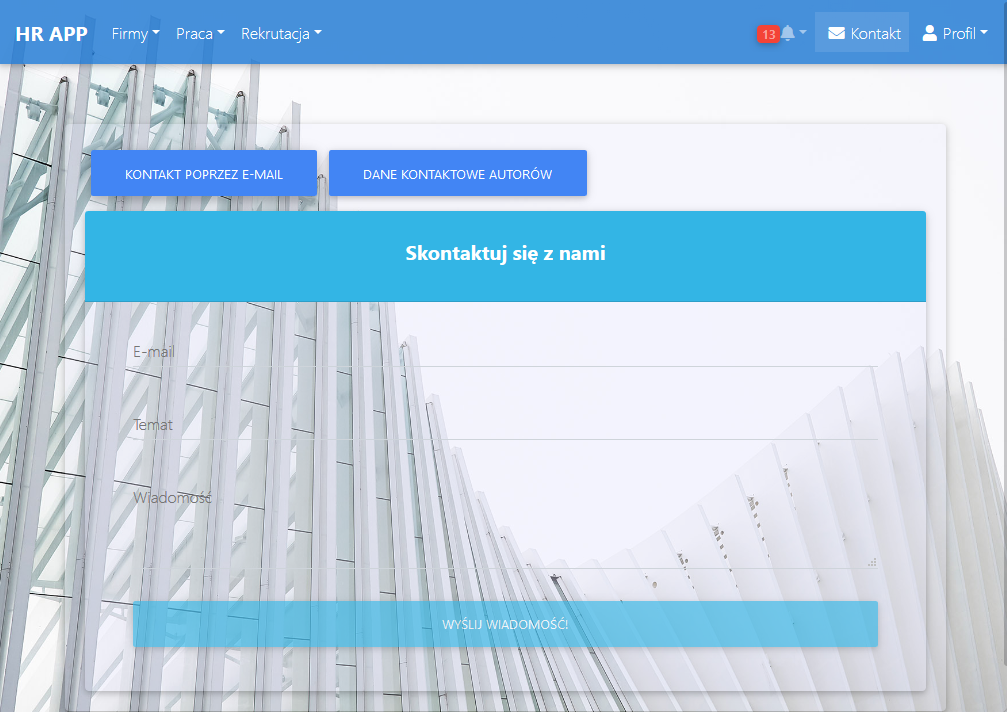 HR APP Firmy Praca Rekrutacja 13 Kontakt Profil
KONTAKT POPRZEZ E-MAIL DANE KONTAKTOWE AUTORÓW
Skontaktuj się z nami
E-mail
Temat
Wiadomość
WYŚLIJ WIADOMOŚĆ!